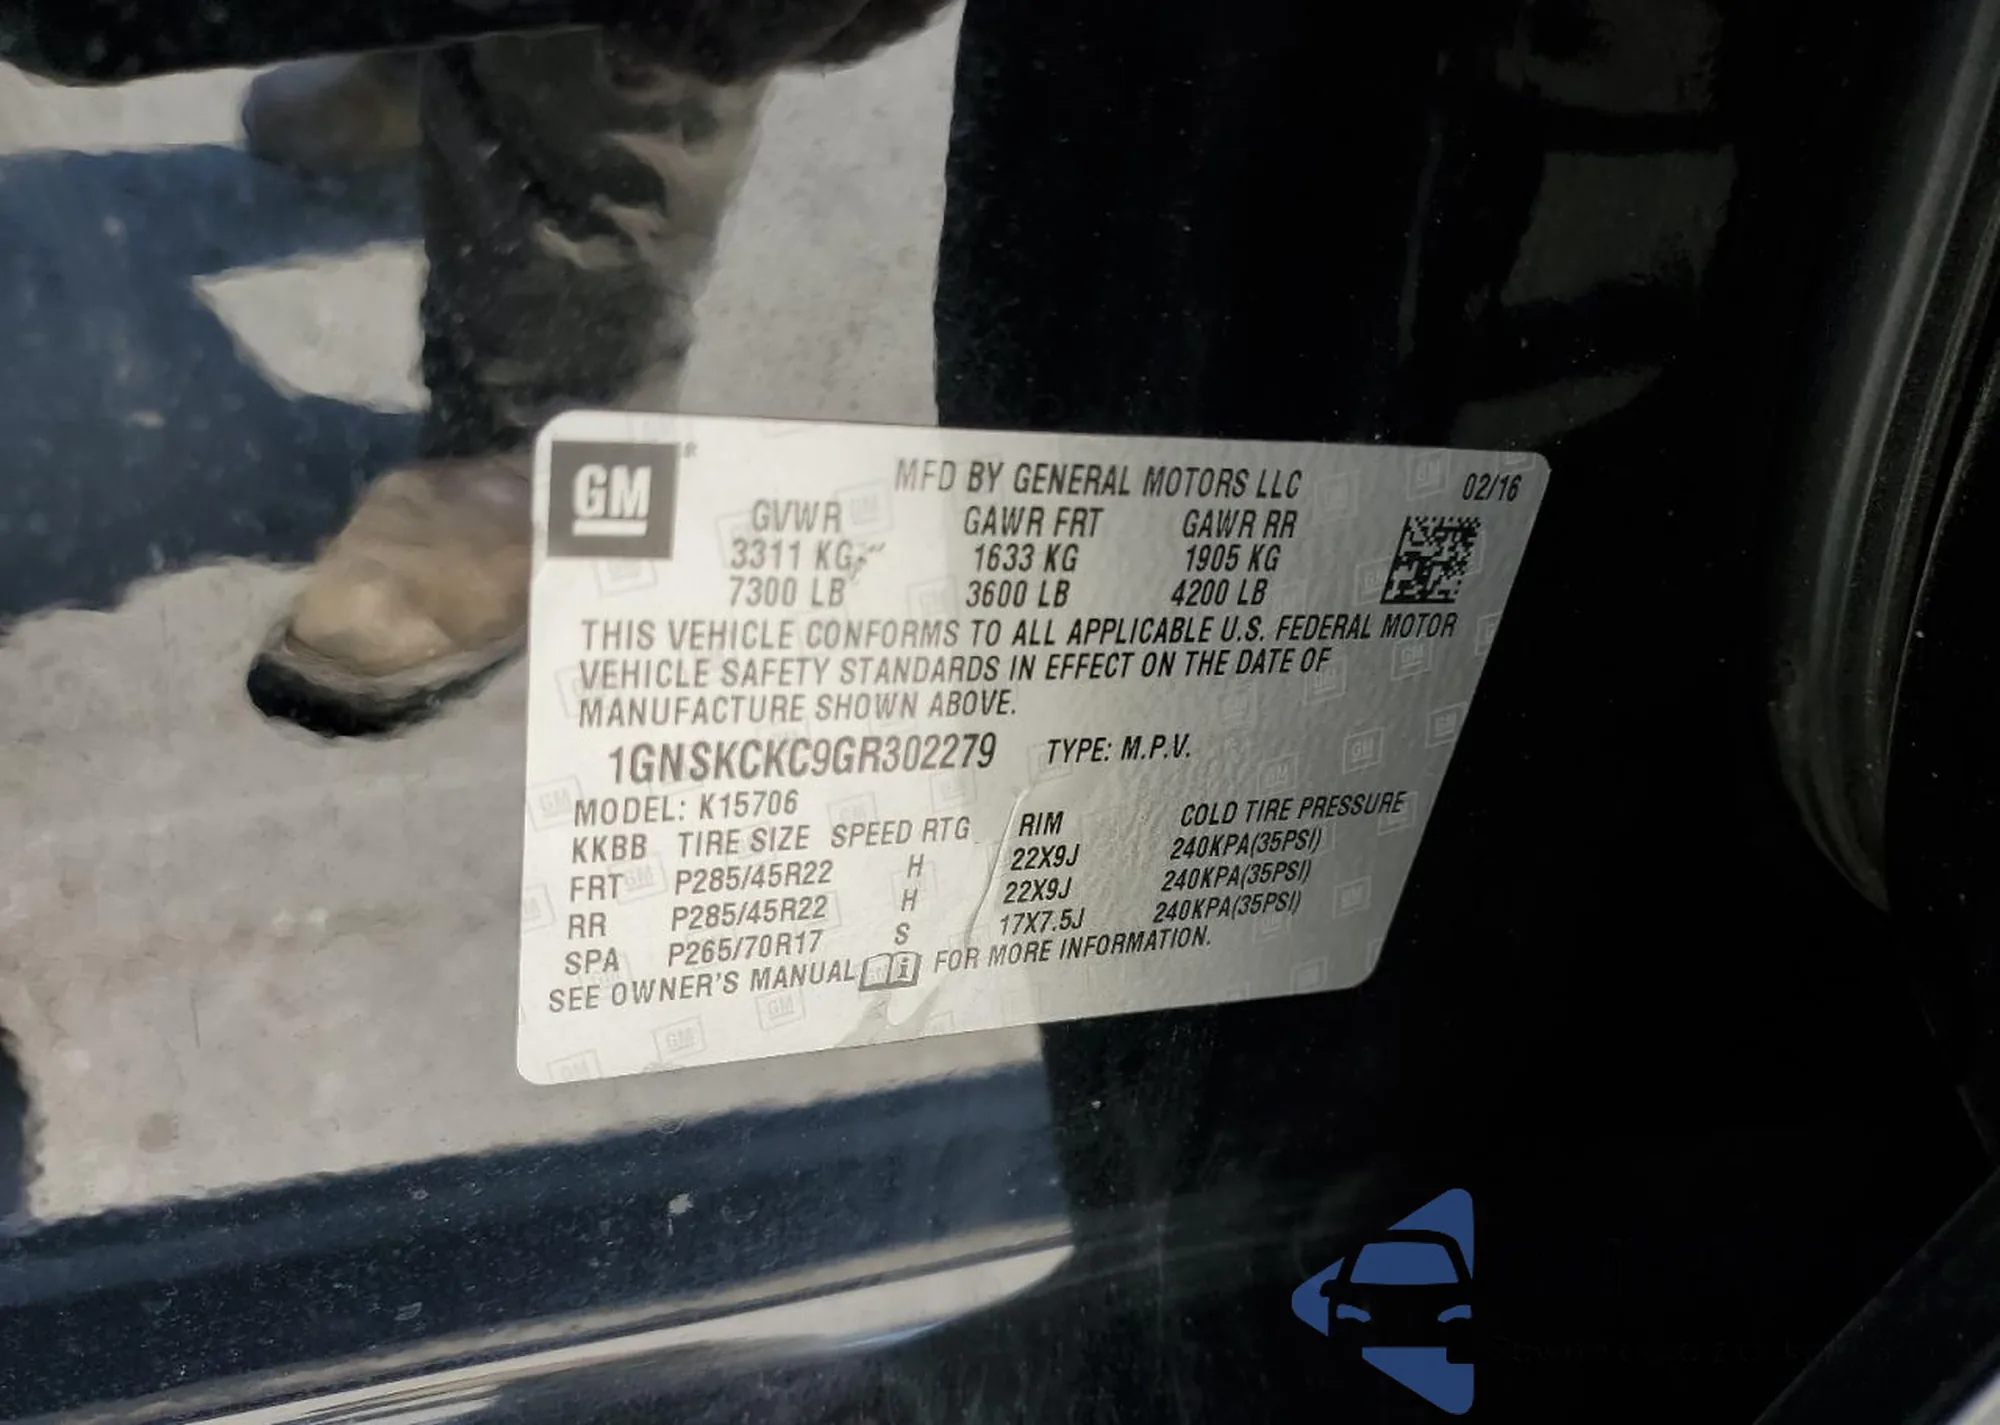 GM
MFD BY GENERAL MOTORS LLC 02/16
GVWR GAWR FRT GAWR RR
3311 KG 1633 KG 1905 KG
7300 LB 3600 LB 4200 LB
THIS VEHICLE CONFORMS TO ALL APPLICABLE U.S. FEDERAL MOTOR
VEHICLE SAFETY STANDARDS IN EFFECT ON THE DATE OF
MANUFACTURE SHOWN ABOVE.
1GNSKCKC9GR302279 TYPE: M.P.V.
MODEL: K15706
KKBB TIRE SIZE SPEED RTG RIM COLD TIRE PRESSURE
FRT P285/45R22 H 22X9J 240KPA(35PSI)
RR P285/45R22 H 22X9J 240KPA(35PSI)
SPA P265/70R17 S 17X7.5J 240KPA(35PSI)
SEE OWNER'S MANUAL FOR MORE INFORMATION.